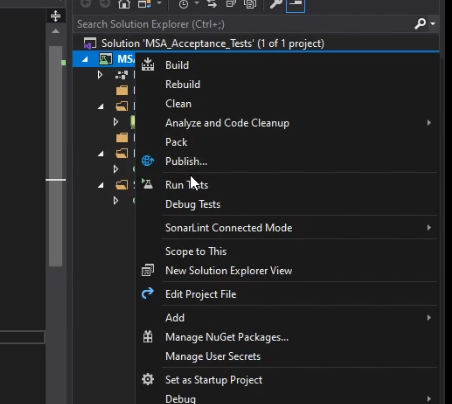 Search Solution Explorer (Ctrl+;)
Solution 'MSA_Acceptance_Tests' (1 of 1 project)
Build
Rebuild
Clean
Analyze and Code Cleanup
Pack
Publish...
Run Tests
Debug Tests
SonarLint Connected Mode
Scope to This
New Solution Explorer View
Edit Project File
Add
Manage NuGet Packages...
Manage User Secrets
Set as Startup Project
Debug